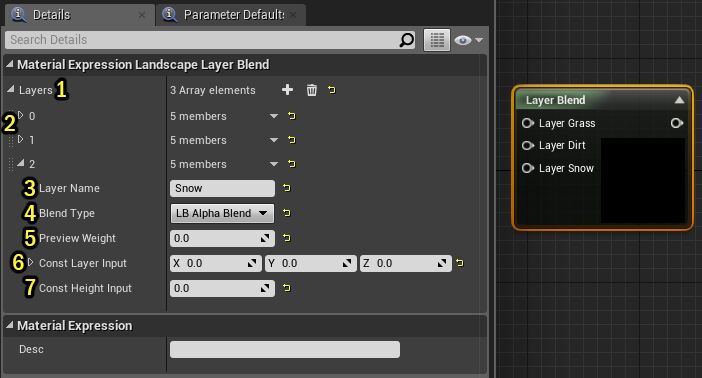 Details
Parameter Defaults
Search Details
Material Expression Landscape Layer Blend
Layers 1 3 Array elements
2 0 5 members
1 5 members
2 5 members
3 Layer Name Snow
4 Blend Type LB Alpha Blend
5 Preview Weight 0.0
6 Const Layer Input X 0.0 Y 0.0 Z 0.0
7 Const Height Input 0.0
Material Expression
Desc
Layer Blend
Layer Grass
Layer Dirt
Layer Snow